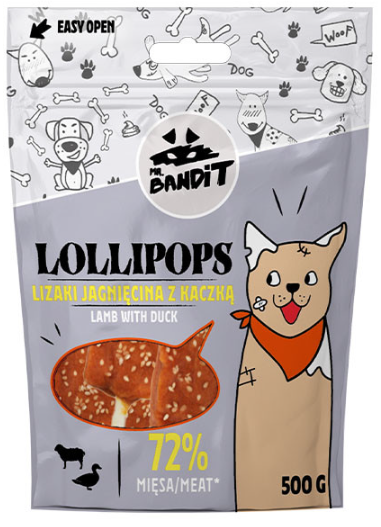 EASY OPEN
WOOF
DOG
DOG
MR.
BANDIT
LOLLIPOPS
LIZAKI JAGNIĘCINA Z KACZKĄ
LAMB WITH DUCK
72%
MIĘSA/MEAT*
500 G